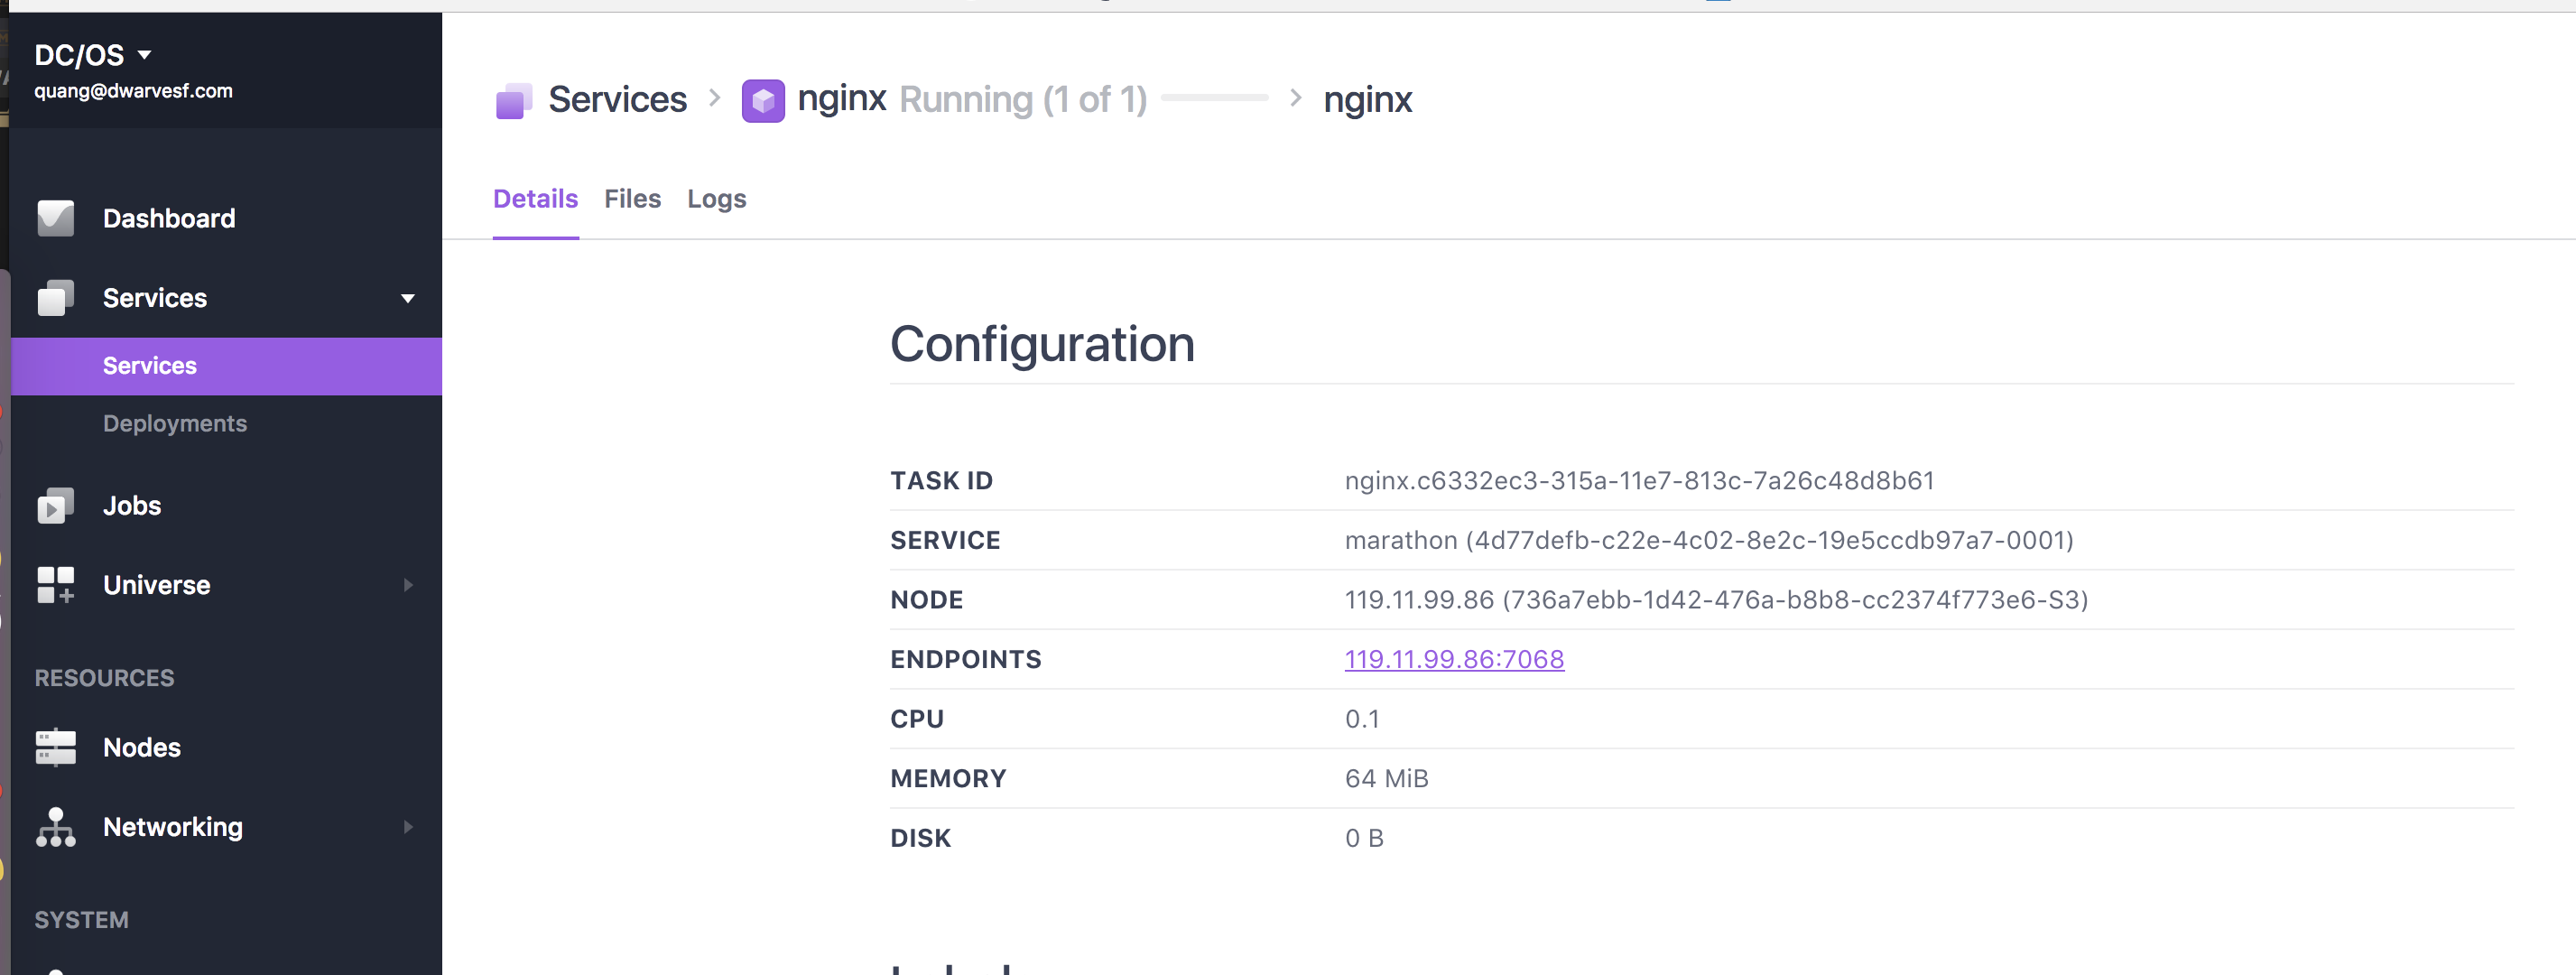 DC/OS
quang@dwarvesf.com
Dashboard
Services
Services
Deployments
Jobs
Universe
RESOURCES
Nodes
Networking
SYSTEM
Services > nginx Running (1 of 1) > nginx
Details Files Logs
Configuration
TASK ID nginx.c6332ec3-315a-11e7-813c-7a26c48d8b61
SERVICE marathon (4d77defb-c22e-4c02-8e2c-19e5ccdb97a7-0001)
NODE 119.11.99.86 (736a7ebb-1d42-476a-b8b8-cc2374f773e6-S3)
ENDPOINTS 119.11.99.86:7068
CPU 0.1
MEMORY 64 MiB
DISK 0 B